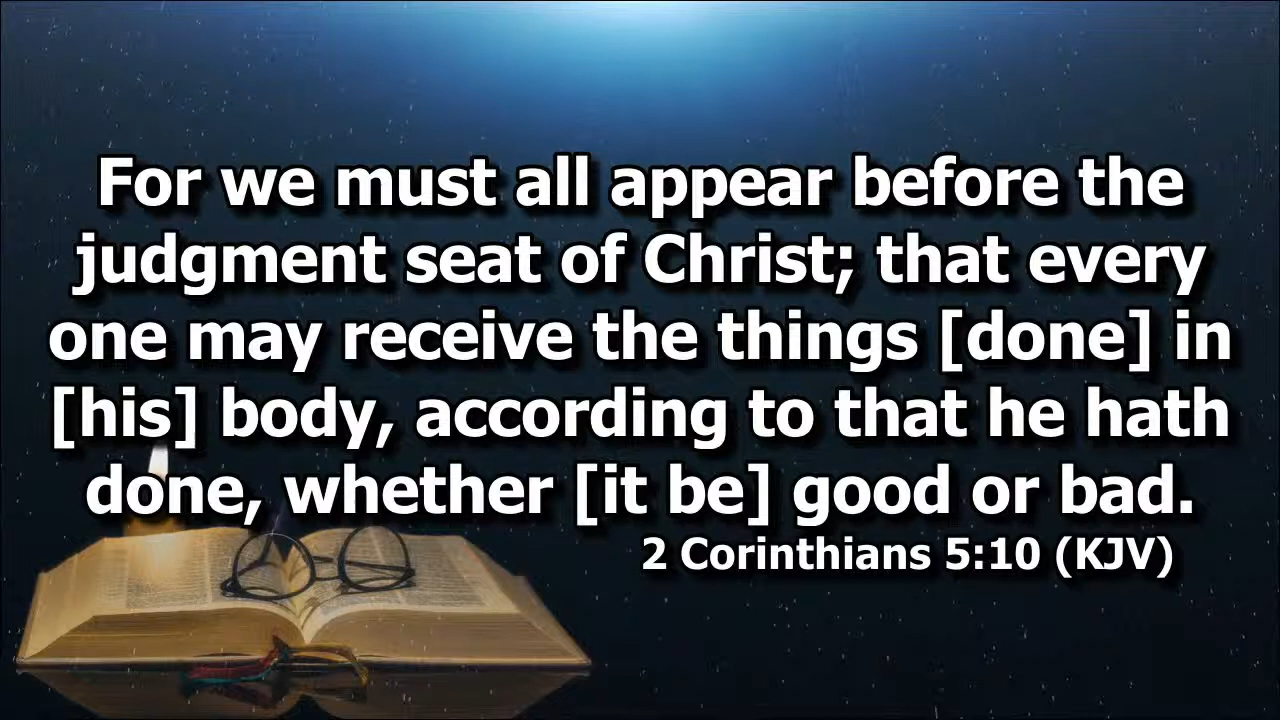 For we must all appear before the
judgment seat of Christ; that every
one may receive the things [done] in
[his] body, according to that he hath
done, whether [it be] good or bad.
2 Corinthians 5:10 (KJV)